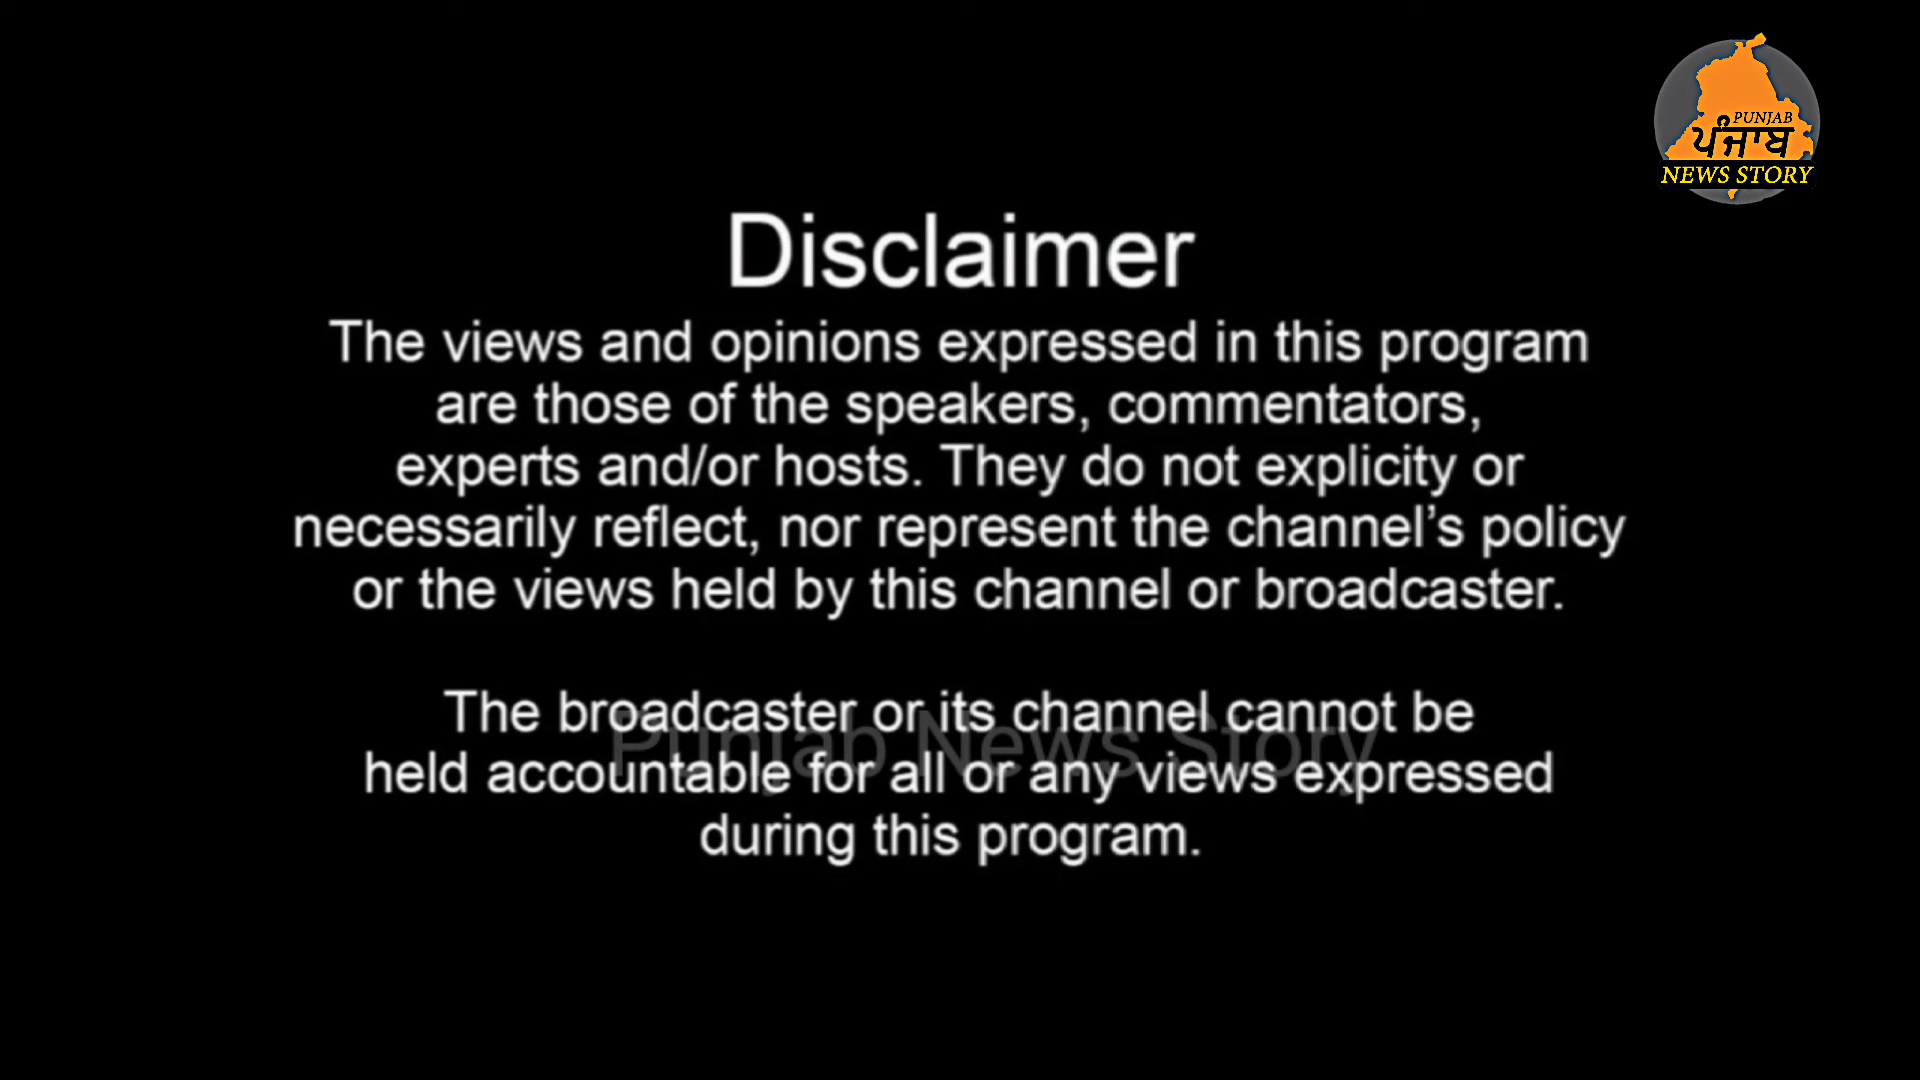 PUNJAB
ਪੰਜਾਬ
NEWS STORY
Disclaimer
The views and opinions expressed in this program
are those of the speakers, commentators,
experts and/or hosts. They do not explicity or
necessarily reflect, nor represent the channel’s policy
or the views held by this channel or broadcaster.
The broadcaster or its channel cannot be
Punjab News Story
held accountable for all or any views expressed
during this program.